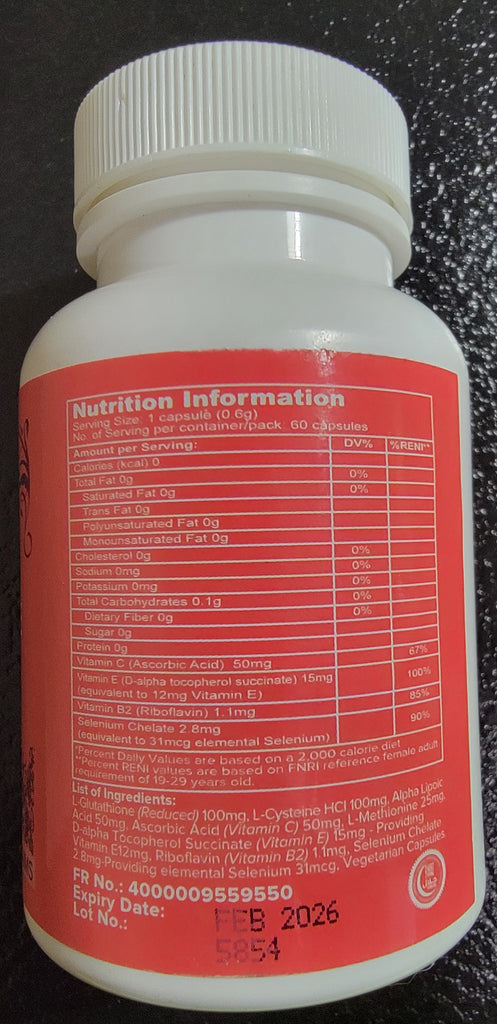 Nutrition Information
Serving Size: 1 capsule (0.6g)
No. of Serving per container/pack 60 capsules
Amount per Serving: DV% %RENI**
Calories (kcal) 0
Total Fat 0g 0%
Saturated Fat 0g 0%
Trans Fat 0g
Polyunsaturated Fat 0g
Monounsaturated Fat 0g
Cholesterol 0g 0%
Sodium 0mg 0%
Potassium 0mg 0%
Total Carbohydrates 0.1g 0%
Dietary Fiber 0g 0%
Sugar 0g
Protein 0g
Vitamin C (Ascorbic Acid) 50mg 67%
Vitamin E (D-alpha tocopherol succinate) 15mg 100%
(equivalent to 12mg Vitamin E)
Vitamin B2 (Riboflavin) 1.1mg 85%
Selenium Chelate 2.8mg 90%
(equivalent to 31mcg elemental Selenium)
*Percent Daily Values are based on a 2,000 calorie diet
**Percent RENI values are based on FNRI reference female adult
requirement of 19-29 years old.
List of Ingredients:
L-Glutathione (Reduced) 100mg, L-Cysteine HCl 100mg, Alpha Lipoic
Acid 50mg, Ascorbic Acid (Vitamin C) 50mg, L-Methionine 25mg,
D-alpha Tocopherol Succinate (Vitamin E) 15mg - Providing
Vitamin E12mg, Riboflavin (Vitamin B2) 1.1mg, Selenium Chelate
2.8mg-Providing elemental Selenium 31mcg, Vegetarian Capsules
FR No.: 4000009559550
Expiry Date: FEB 2026
Lot No.: 5854